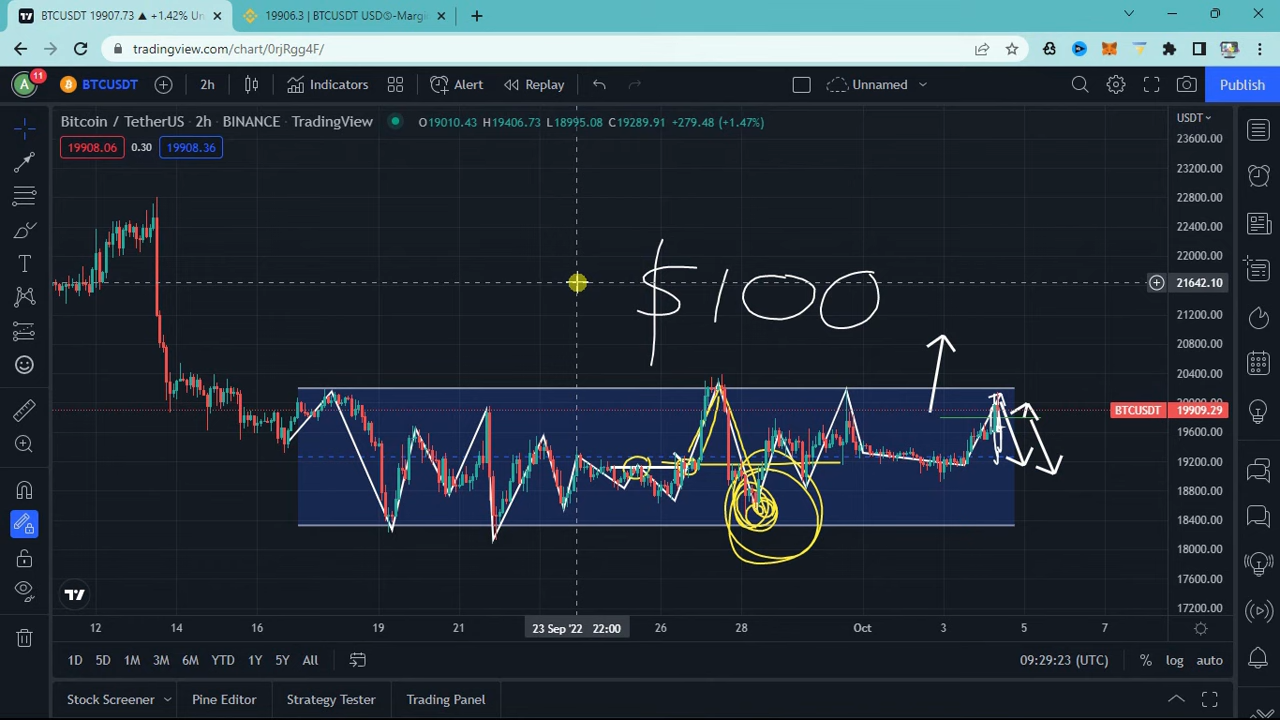 BTCUSDT 19907.73 ▲ +1.42% Un
19906.3 | BTCUSDT USDⓈ-Marg
tradingview.com/chart/0rjRgg4F/
A 11 BTCUSDT 2h Indicators Alert Replay Unnamed Publish
Bitcoin / TetherUS · 2h · BINANCE · TradingView O19010.43 H19406.73 L18995.08 C19289.91 +279.48 (+1.47%)
USDT
19908.06 0.30 19908.36
23600.00
23200.00
22800.00
22400.00
22000.00
21642.10
21200.00
20800.00
20400.00
20000.00
BTCUSDT 19909.29
19600.00
19200.00
18800.00
18400.00
18000.00
17600.00
17200.00
$100
12 14 16 19 21 23 Sep '22 22:00 26 28 Oct 3 5 7
1D 5D 1M 3M 6M YTD 1Y 5Y All 09:29:23 (UTC) % log auto
Stock Screener Pine Editor Strategy Tester Trading Panel